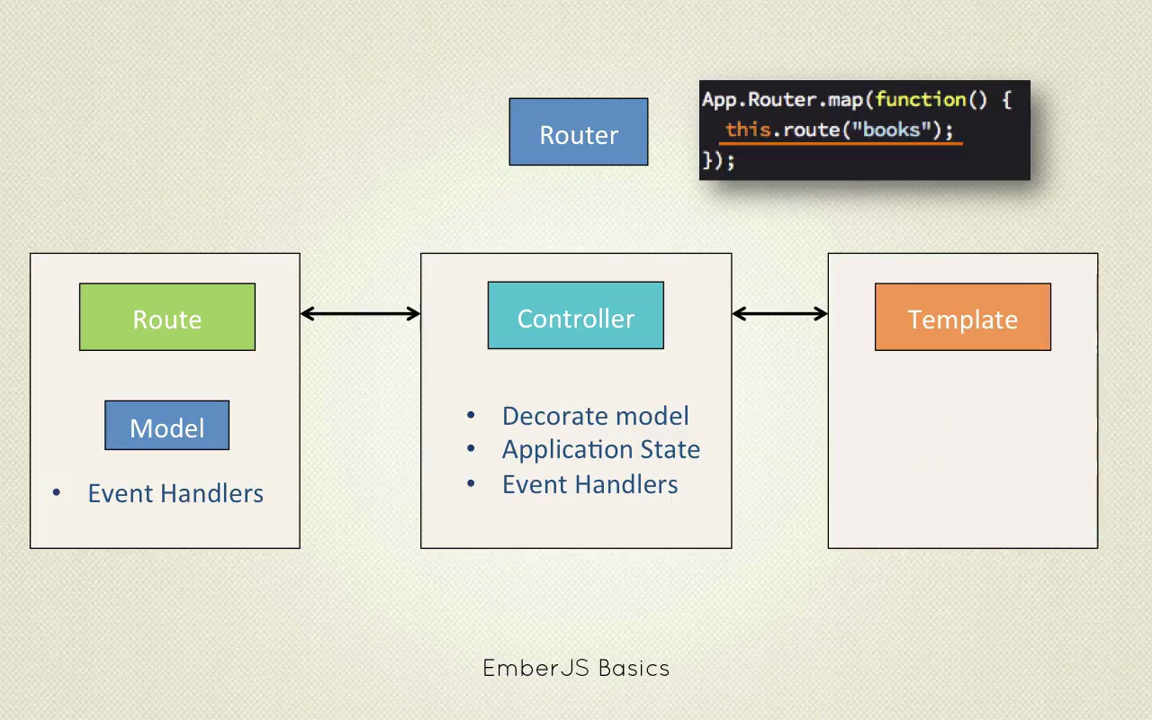 Router
App.Router.map(function() {
this.route("books");
});
Route
Model
• Event Handlers
Controller
• Decorate model
• Application State
• Event Handlers
Template
EmberJS Basics